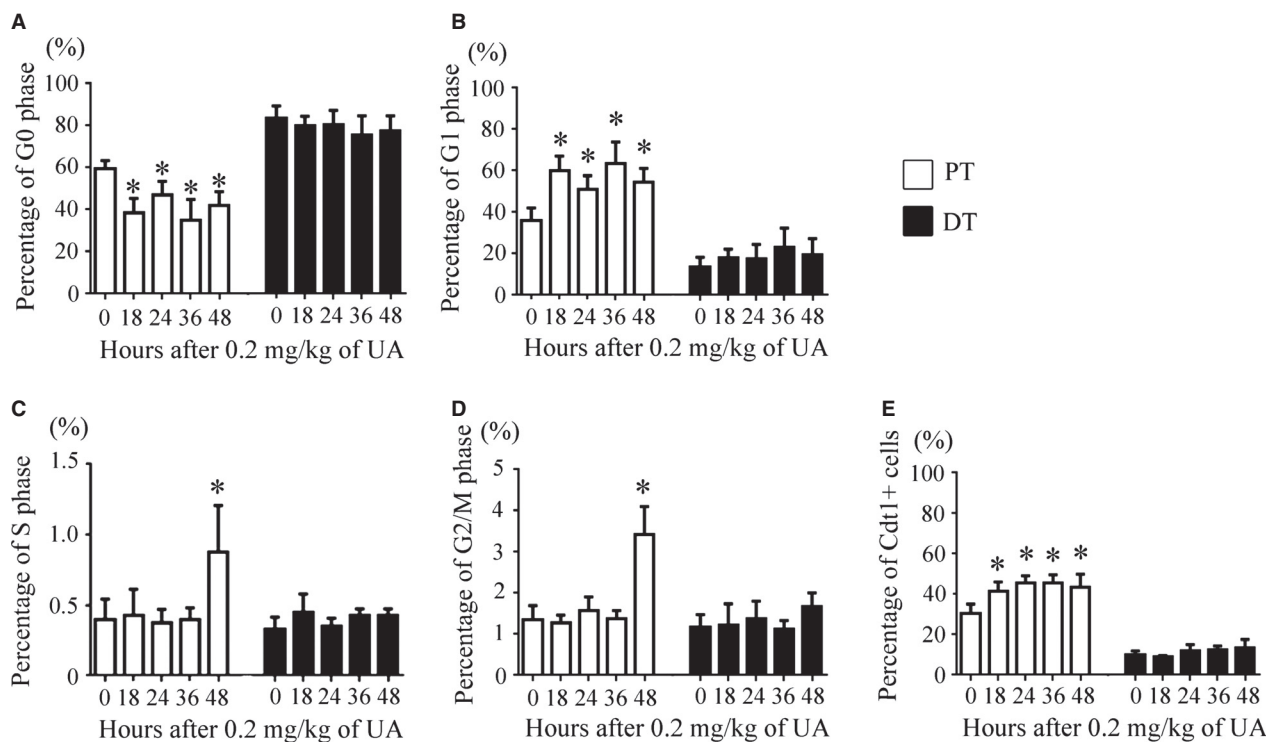 A
(%)
Percentage of G0 phase
100
80
60
40
20
0
* * * *
0 18 24 36 48 0 18 24 36 48
Hours after 0.2 mg/kg of UA
B
(%)
Percentage of G1 phase
100
80
60
40
20
0
* * * *
0 18 24 36 48 0 18 24 36 48
Hours after 0.2 mg/kg of UA
PT
DT
C
(%)
Percentage of S phase
1.5
1.0
0.5
0
*
0 18 24 36 48 0 18 24 36 48
Hours after 0.2 mg/kg of UA
D
(%)
Percentage of G2/M phase
5
4
3
2
1
0
*
0 18 24 36 48 0 18 24 36 48
Hours after 0.2 mg/kg of UA
E
(%)
Percentage of Cdt1+ cells
100
80
60
40
20
0
* * * *
0 18 24 36 48 0 18 24 36 48
Hours after 0.2 mg/kg of UA